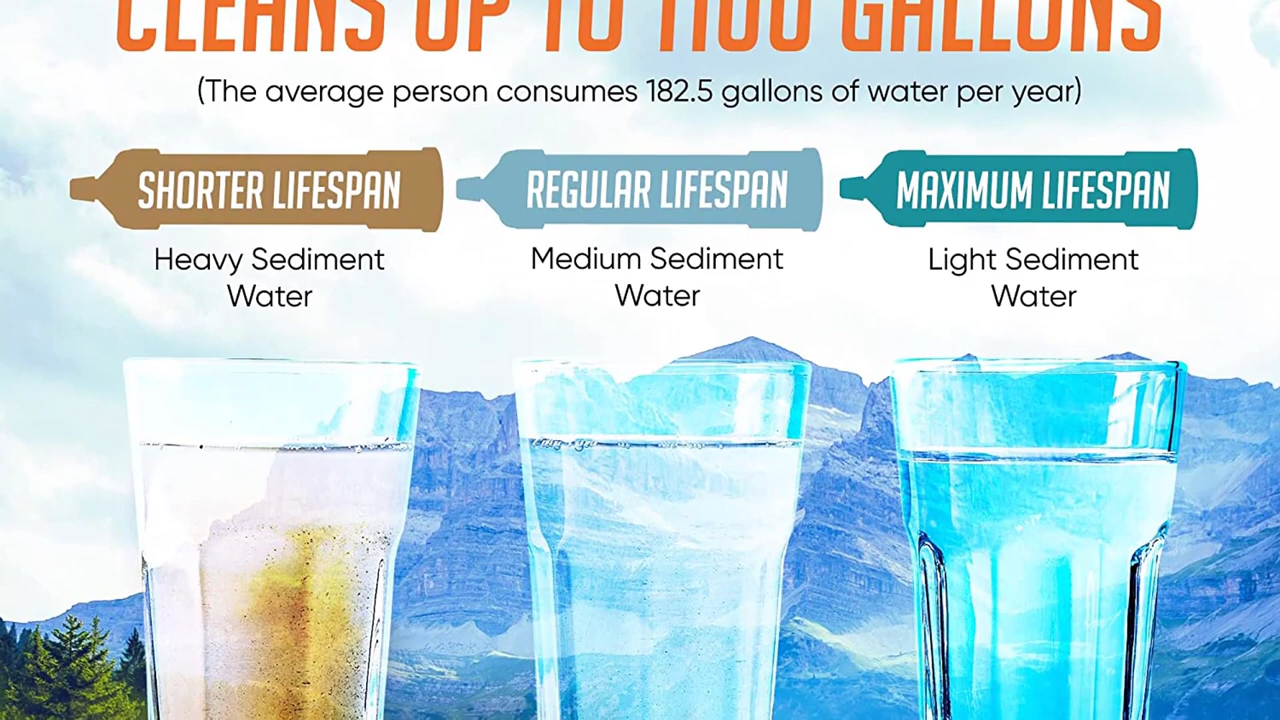 CLEANS UP TO 1100 GALLONS
(The average person consumes 182.5 gallons of water per year)
SHORTER LIFESPAN
REGULAR LIFESPAN
MAXIMUM LIFESPAN
Heavy Sediment
Water
Medium Sediment
Water
Light Sediment
Water